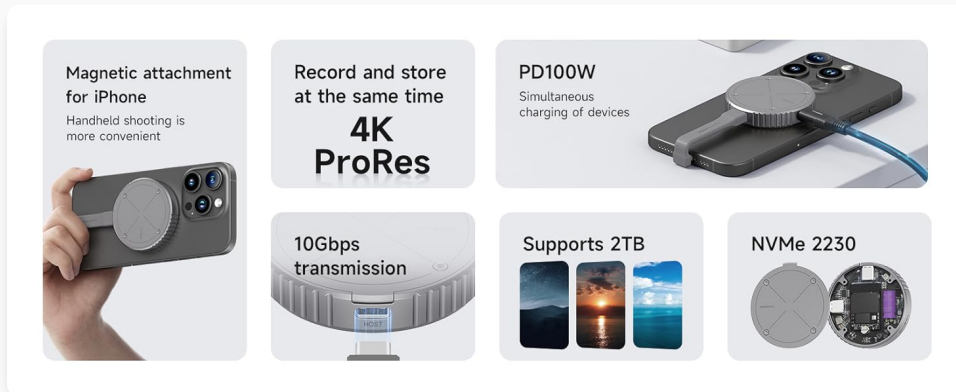 Magnetic attachment
for iPhone
Handheld shooting is
more convenient
Record and store
at the same time
4K
ProRes
PD100W
Simultaneous
charging of devices
10Gbps
transmission
HOST
Supports 2TB
NVMe 2230